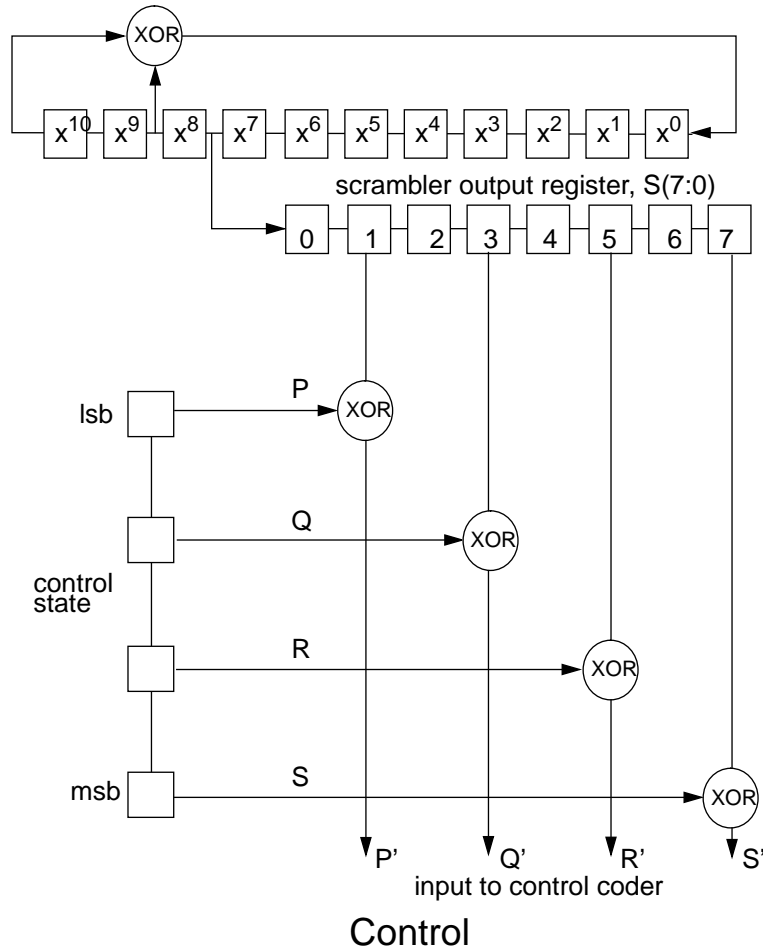 XOR
x10 x9 x8 x7 x6 x5 x4 x3 x2 x1 x0
scrambler output register, S(7:0)
0 1 2 3 4 5 6 7
P
lsb
XOR
Q
XOR
control
state
R
XOR
S
msb
XOR
P’ Q’ R’ S’
input to control coder
Control